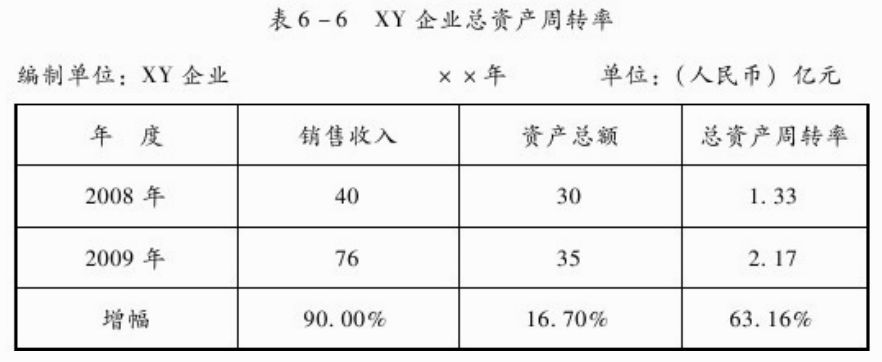 表 6-6 XY 企业总资产周转率
编制单位：XY 企业 ××年 单位：（人民币）亿元
年 度 销售收入 资产总额 总资产周转率
2008 年 40 30 1.33
2009 年 76 35 2.17
增幅 90.00% 16.70% 63.16%